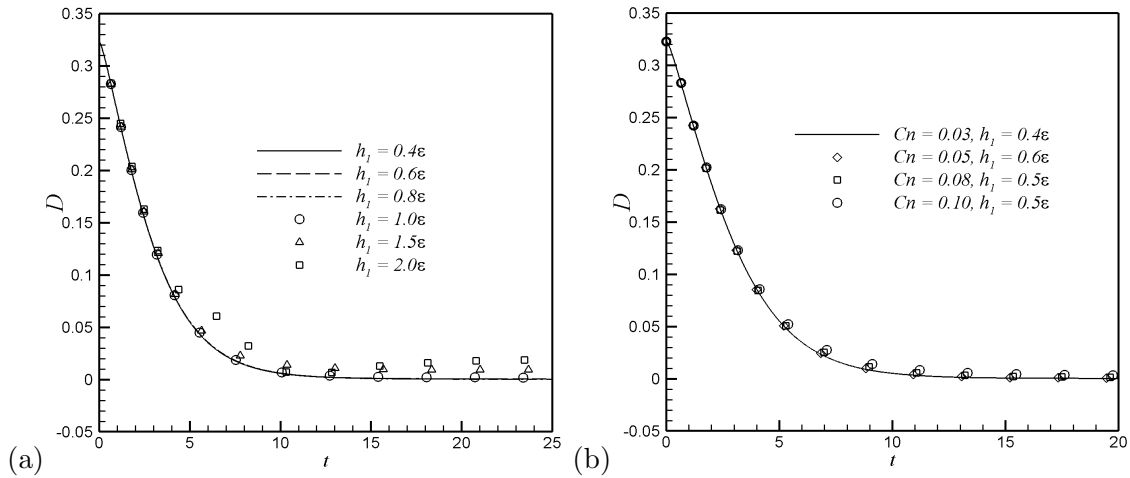 0.35
0.3
0.25
0.2
0.15
0.1
0.05
0
-0.05
D
0
5
10
15
20
25
t
h₁ = 0.4ε
h₁ = 0.6ε
h₁ = 0.8ε
h₁ = 1.0ε
h₁ = 1.5ε
h₁ = 2.0ε
(a)
0.35
0.3
0.25
0.2
0.15
0.1
0.05
0
-0.05
D
0
5
10
15
20
t
Cn = 0.03, h₁ = 0.4ε
Cn = 0.05, h₁ = 0.6ε
Cn = 0.08, h₁ = 0.5ε
Cn = 0.10, h₁ = 0.5ε
(b)